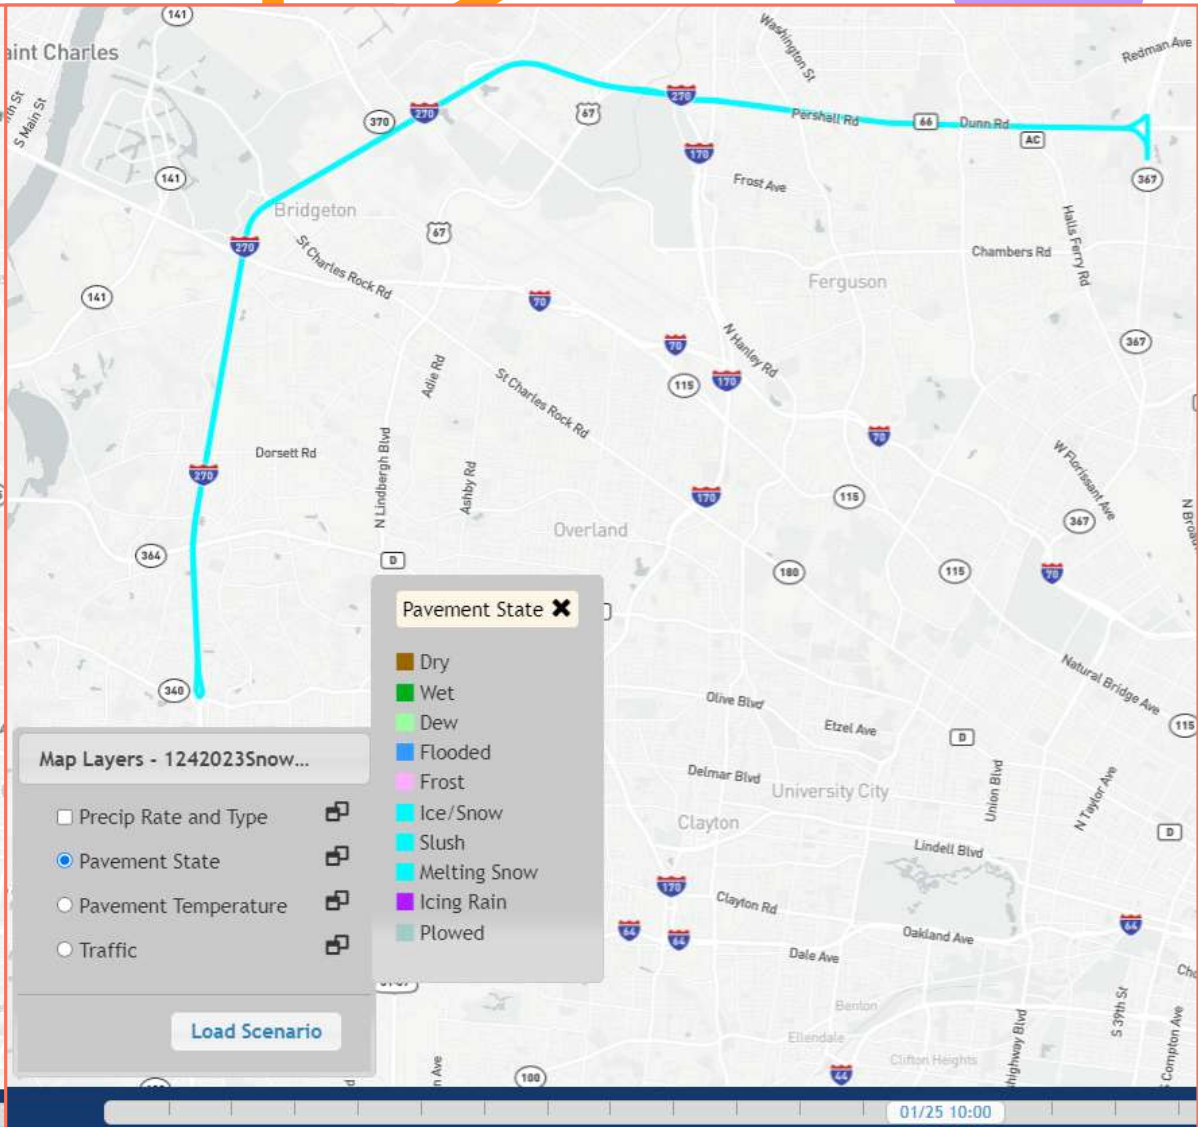 141
aint Charles
Washington St
Redman Ave
S Main St
370
270
67
270
Pershall Rd
66
Dunn Rd
AC
170
141
Frost Ave
367
Bridgeton
67
270
St Charles Rock Rd
Halls Ferry Rd
Chambers Rd
Ferguson
141
70
70
N Hanley Rd
367
Adie Rd
St Charles Rock Rd
115
170
70
Dorsett Rd
N Lindbergh Blvd
Ashby Rd
270
170
115
W Florissant Ave
367
N Broad
Overland
364
D
180
115
70
Pavement State
Dry
Wet
Dew
Flooded
Frost
Ice/Snow
Slush
Melting Snow
Icing Rain
Plowed
340
Natural Bridge Ave
Olive Blvd
Etzel Ave
D
115
Map Layers - 1242023Snow...
Precip Rate and Type
Pavement State
Pavement Temperature
Traffic
Load Scenario
Delmar Blvd
University City
Union Blvd
N Taylor Ave
Clayton
D
Lindell Blvd
170
Clayton Rd
64
64
Oakland Ave
64
Dale Ave
Cho
S 39th St
Benton
Ellendale
Clifton Heights
highway Blvd
S Compton Ave
n Ave
100
44
01/25 10:00